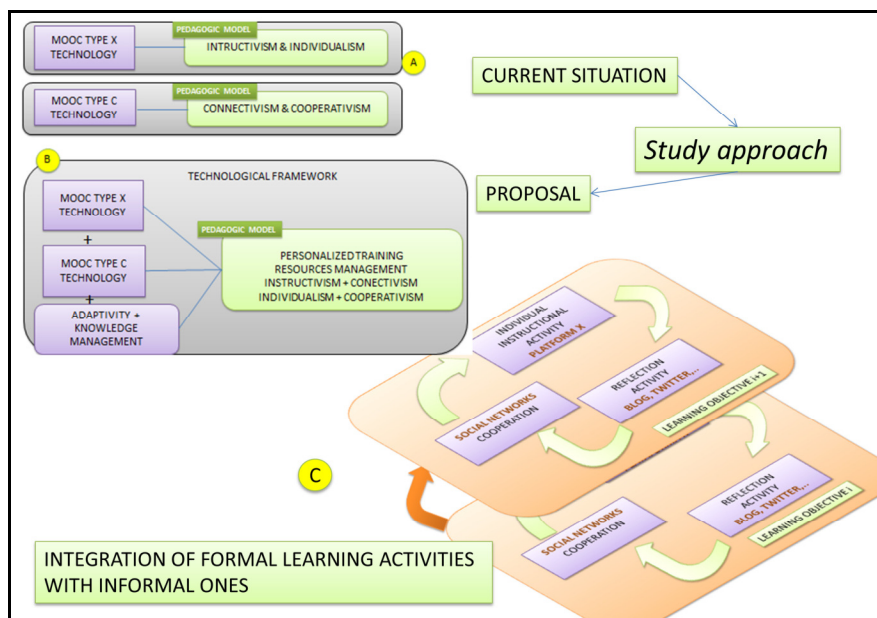 PEDAGOGIC MODEL
MOOC TYPE X
TECHNOLOGY
INTRUCTIVISM & INDIVIDUALISM
A
PEDAGOGIC MODEL
MOOC TYPE C
TECHNOLOGY
CONNECTIVISM & COOPERATIVISM
CURRENT SITUATION
Study approach
PROPOSAL
B
TECHNOLOGICAL FRAMEWORK
MOOC TYPE X
TECHNOLOGY
+
MOOC TYPE C
TECHNOLOGY
+
ADAPTIVITY +
KNOWLEDGE
MANAGEMENT
PEDAGOGIC MODEL
PERSONALIZED TRAINING
RESOURCES MANAGEMENT
INSTRUCTIVISM + CONECTIVISM
INDIVIDUALISM + COOPERATIVISM
INDIVIDUAL
INSTRUCTIONAL
ACTIVITY
PLATFORM X
REFLECTION
ACTIVITY
BLOG, TWITTER,...
SOCIAL NETWORKS
COOPERATION
LEARNING OBJECTIVE i+1
C
REFLECTION
ACTIVITY
BLOG, TWITTER,...
SOCIAL NETWORKS
COOPERATION
LEARNING OBJECTIVE i
INTEGRATION OF FORMAL LEARNING ACTIVITIES
WITH INFORMAL ONES